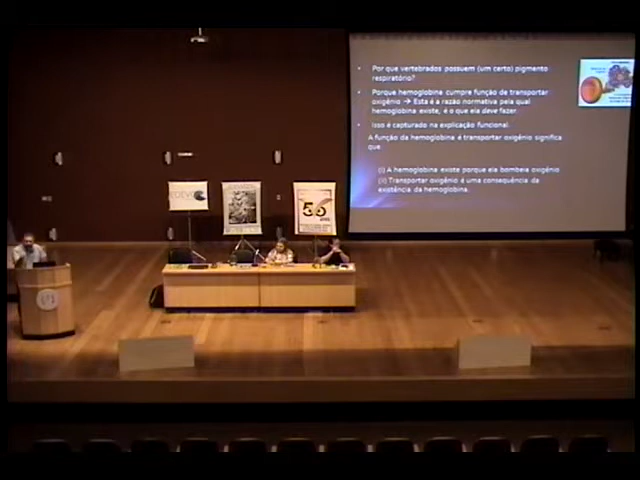 Por que vertebrados possuem (um certo) pigmento
respiratório?
Porque hemoglobina cumpre função de transportar
oxigênio → Esta é a razão normativa pela qual
hemoglobina existe, é o que ela deve fazer.
Isso é capturado na explicação funcional.
A função da hemoglobina é transportar oxigênio significa
que
(i) A hemoglobina existe porque ela bombeia oxigênio
(ii) Transportar oxigênio é uma consequência da
existência da hemoglobina.